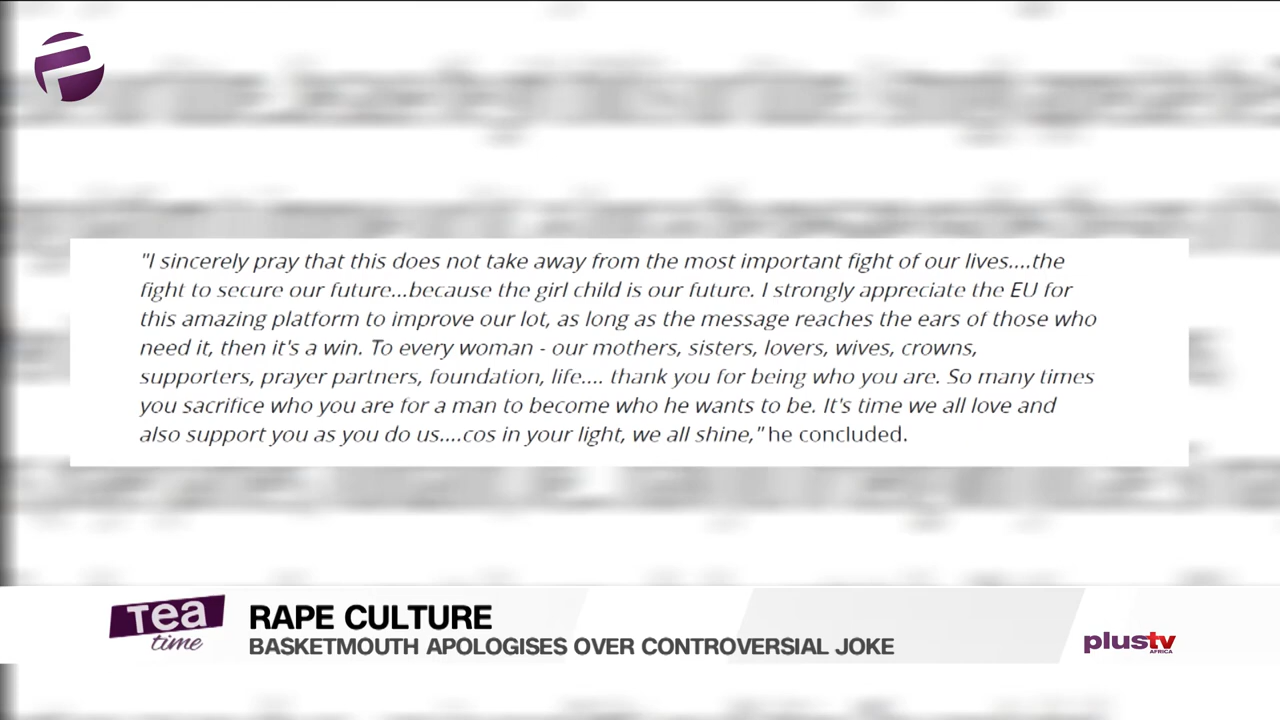 "I sincerely pray that this does not take away from the most important fight of our lives....the
fight to secure our future...because the girl child is our future. I strongly appreciate the EU for
this amazing platform to improve our lot, as long as the message reaches the ears of those who
need it, then it's a win. To every woman - our mothers, sisters, lovers, wives, crowns,
supporters, prayer partners, foundation, life.... thank you for being who you are. So many times
you sacrifice who you are for a man to become who he wants to be. It's time we all love and
also support you as you do us....cos in your light, we all shine," he concluded.
Tea
time
RAPE CULTURE
BASKETMOUTH APOLOGISES OVER CONTROVERSIAL JOKE
plustv
AFRICA